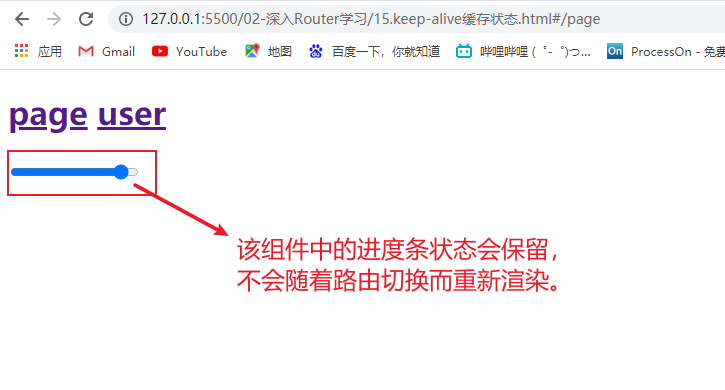 127.0.0.1:5500/02-深入Router学习/15.keep-alive缓存状态.html#/page
应用 Gmail YouTube 地图 百度一下，你就知道 哔哩哔哩 (゜-゜)つ... On ProcessOn - 免费
page user
该组件中的进度条状态会保留，
不会随着路由切换而重新渲染。